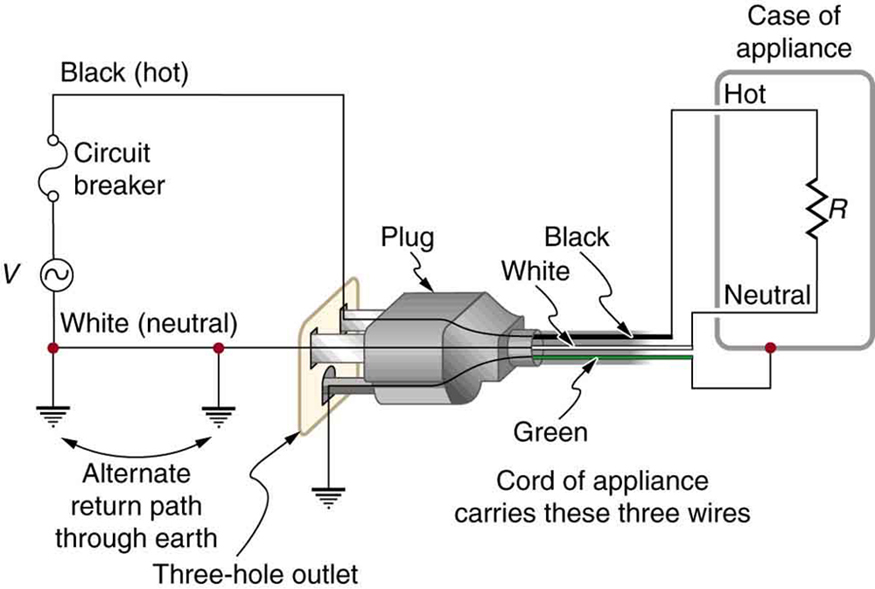 Case of
appliance
Black (hot)
Hot
Circuit
breaker
R
Plug
Black
White
V
Neutral
White (neutral)
Green
Alternate
return path
through earth
Cord of appliance
carries these three wires
Three-hole outlet